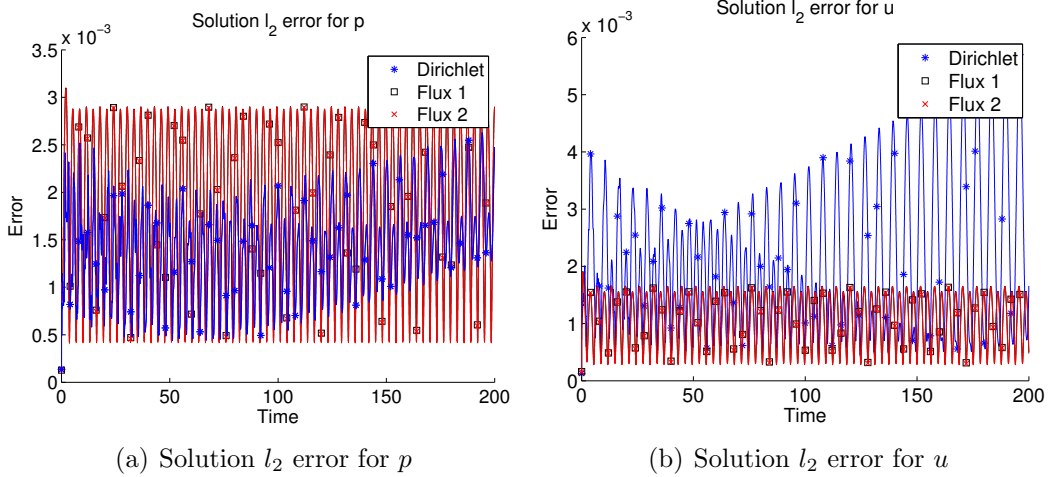 Solution l₂ error for p
x 10⁻³
3.5
3
2.5
2
1.5
1
0.5
0
Error
0 50 100 150 200
Time
Dirichlet
Flux 1
Flux 2
(a) Solution l₂ error for p
Solution l₂ error for u
x 10⁻³
6
5
4
3
2
1
0
Error
0 50 100 150 200
Time
Dirichlet
Flux 1
Flux 2
(b) Solution l₂ error for u